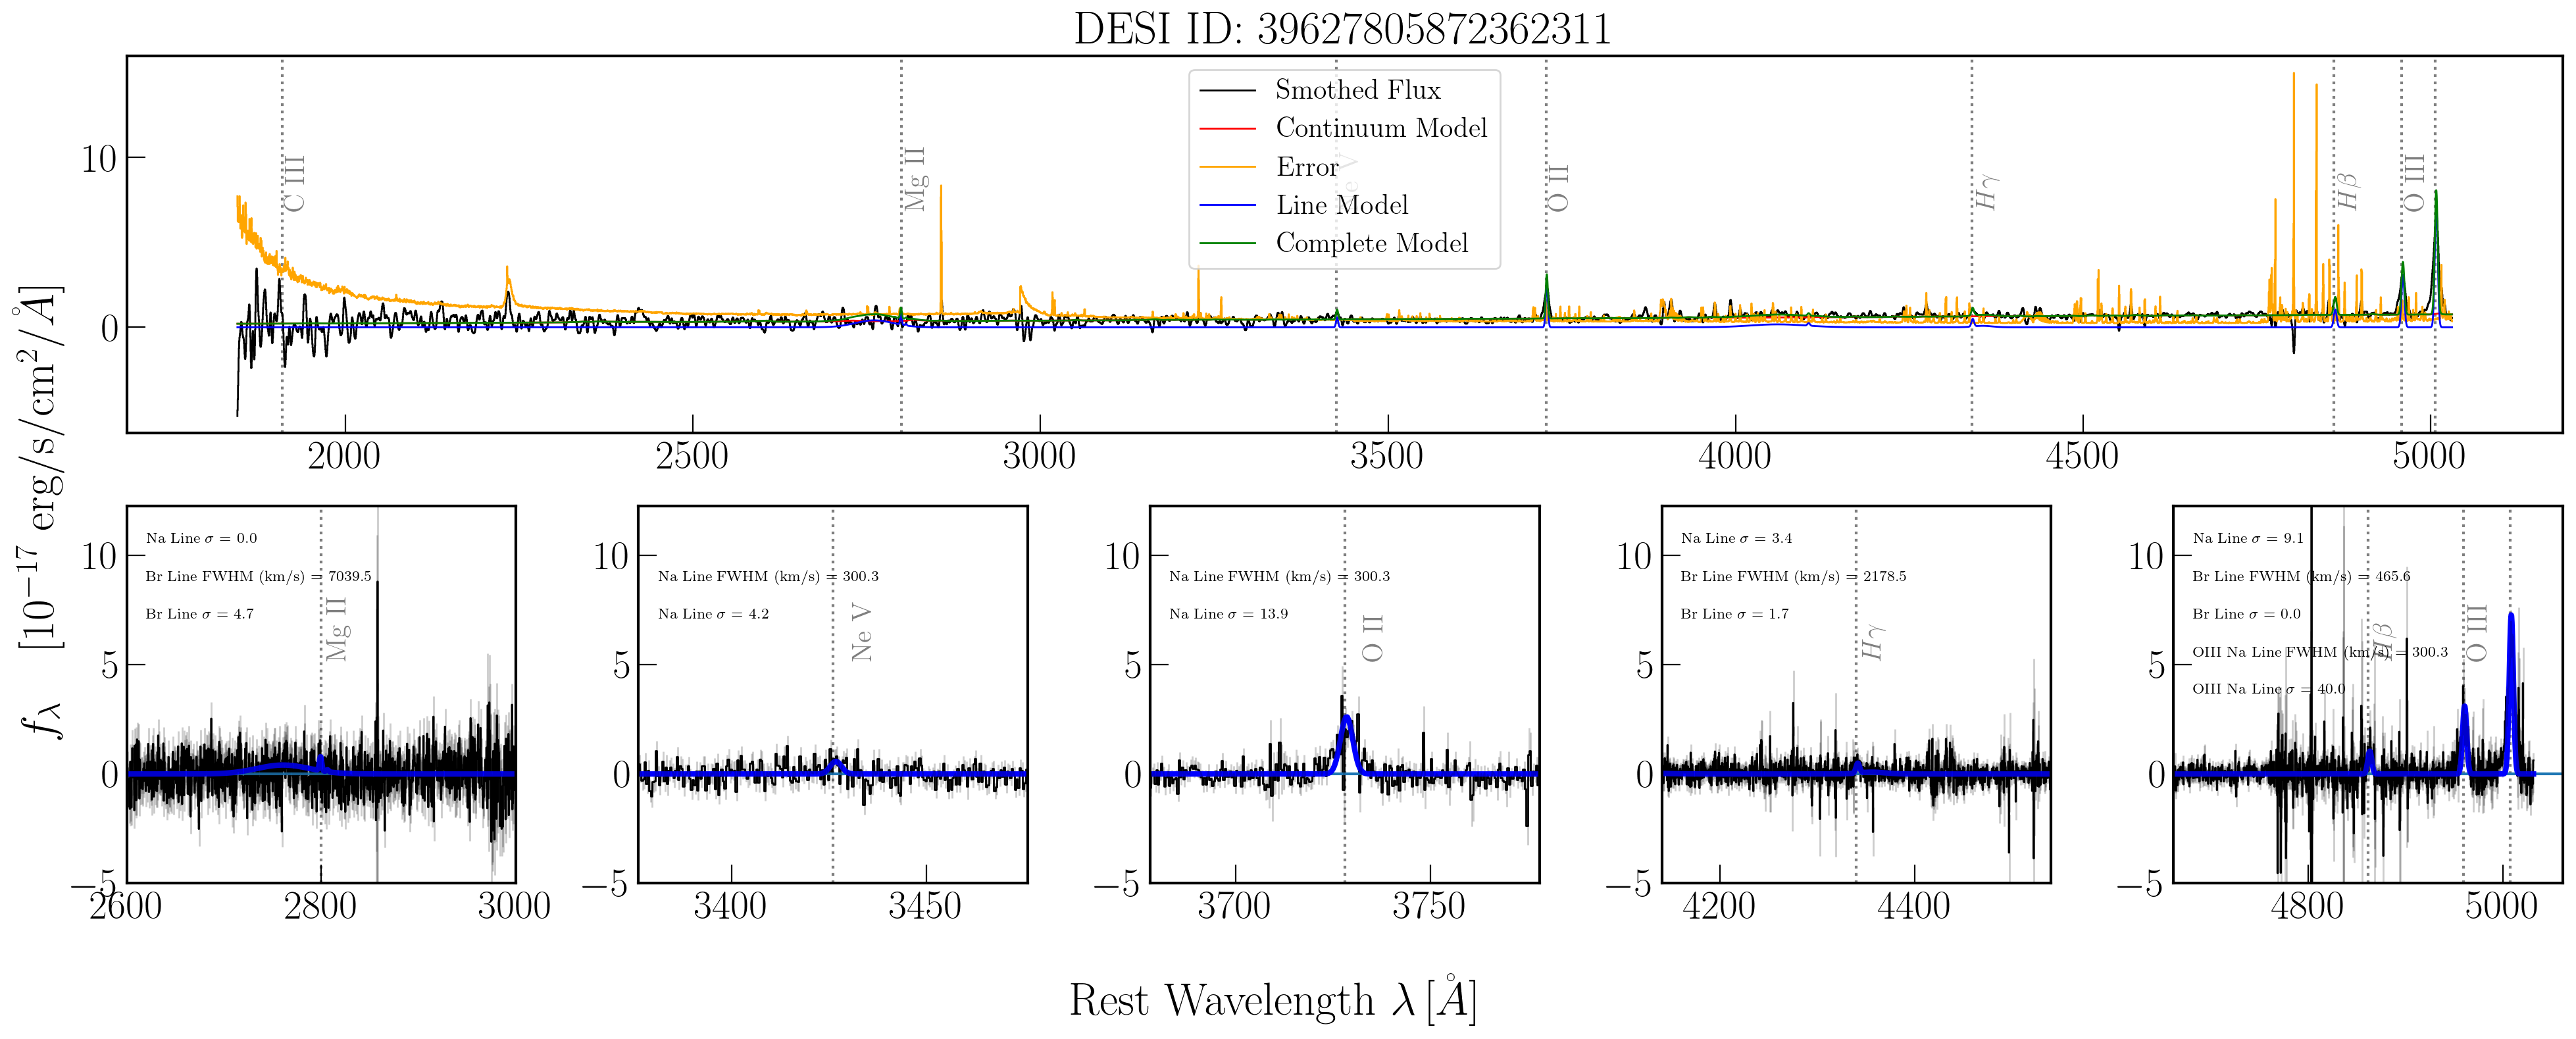 DESI ID: 39627805872362311
Smothed Flux
Continuum Model
Error
Line Model
Complete Model
C III
Mg II
Ne V
O II
Hγ
Hβ
O III
10
0
2000
2500
3000
3500
4000
4500
5000
f_λ [10^{-17} erg/s/cm^2/Å]
Na Line σ = 0.0
Br Line FWHM (km/s) = 7039.5
Br Line σ = 4.7
Mg II
10
5
0
−5
2600
2800
3000
Na Line FWHM (km/s) = 300.3
Na Line σ = 4.2
Ne V
10
5
0
−5
3400
3450
Na Line FWHM (km/s) = 300.3
Na Line σ = 13.9
O II
10
5
0
−5
3700
3750
Na Line σ = 3.4
Br Line FWHM (km/s) = 2178.5
Br Line σ = 1.7
Hγ
10
5
0
−5
4200
4400
Na Line σ = 9.1
Br Line FWHM (km/s) = 465.6
Br Line σ = 0.0
OIII Na Line FWHM (km/s) = 300.3
OIII Na Line σ = 40.0
Hβ
O III
10
5
0
−5
4800
5000
Rest Wavelength λ [Å]